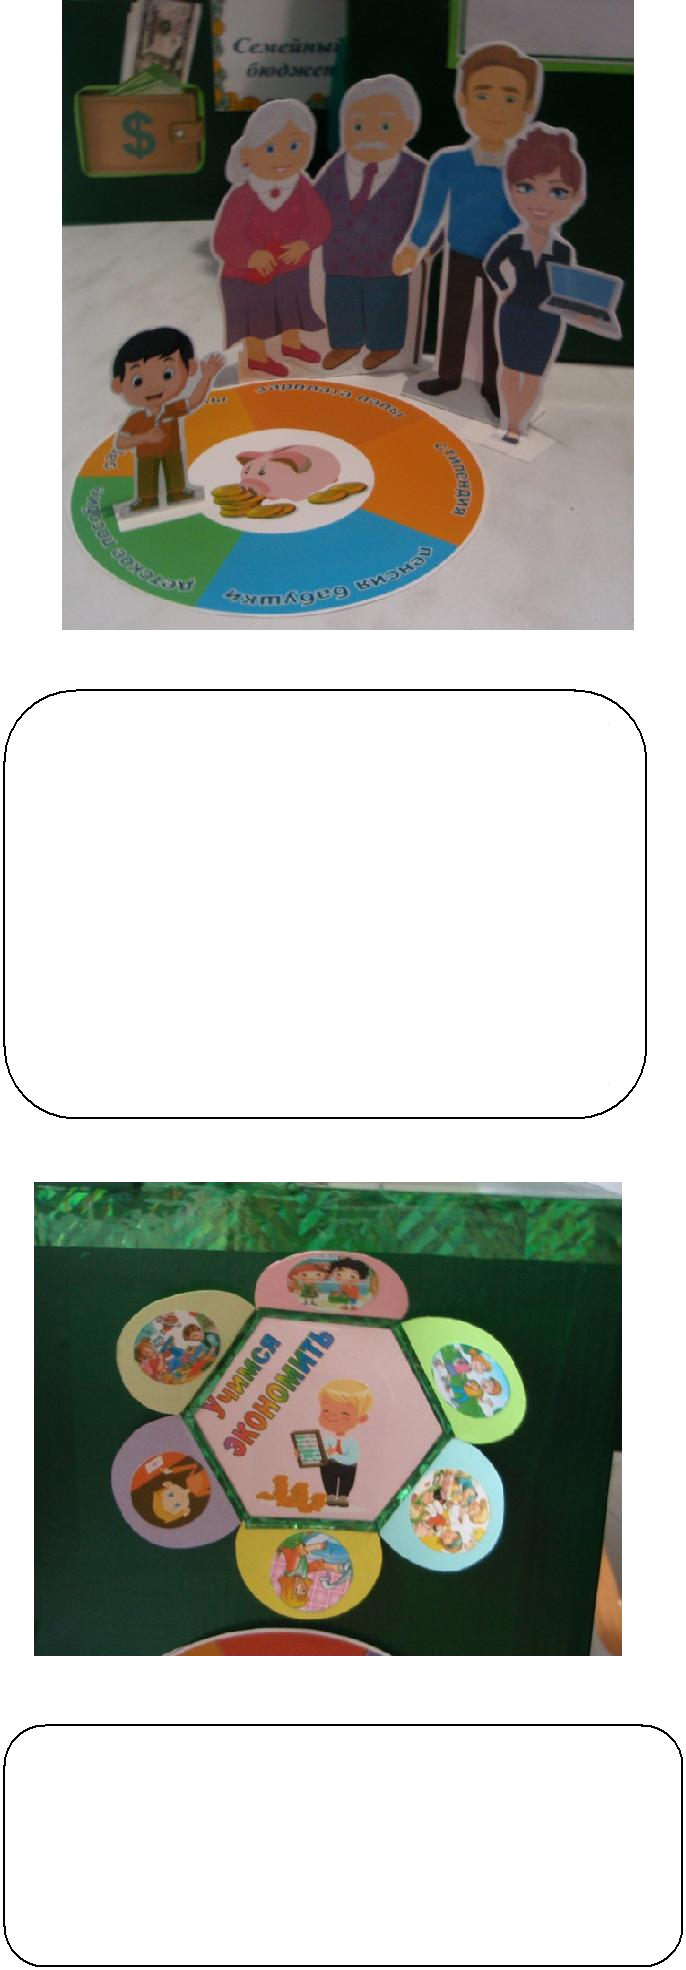 Семейный
бюджет
$
зарплата папы
стипендия
пенсия бабушки
детское пособие
Учимся
экономить